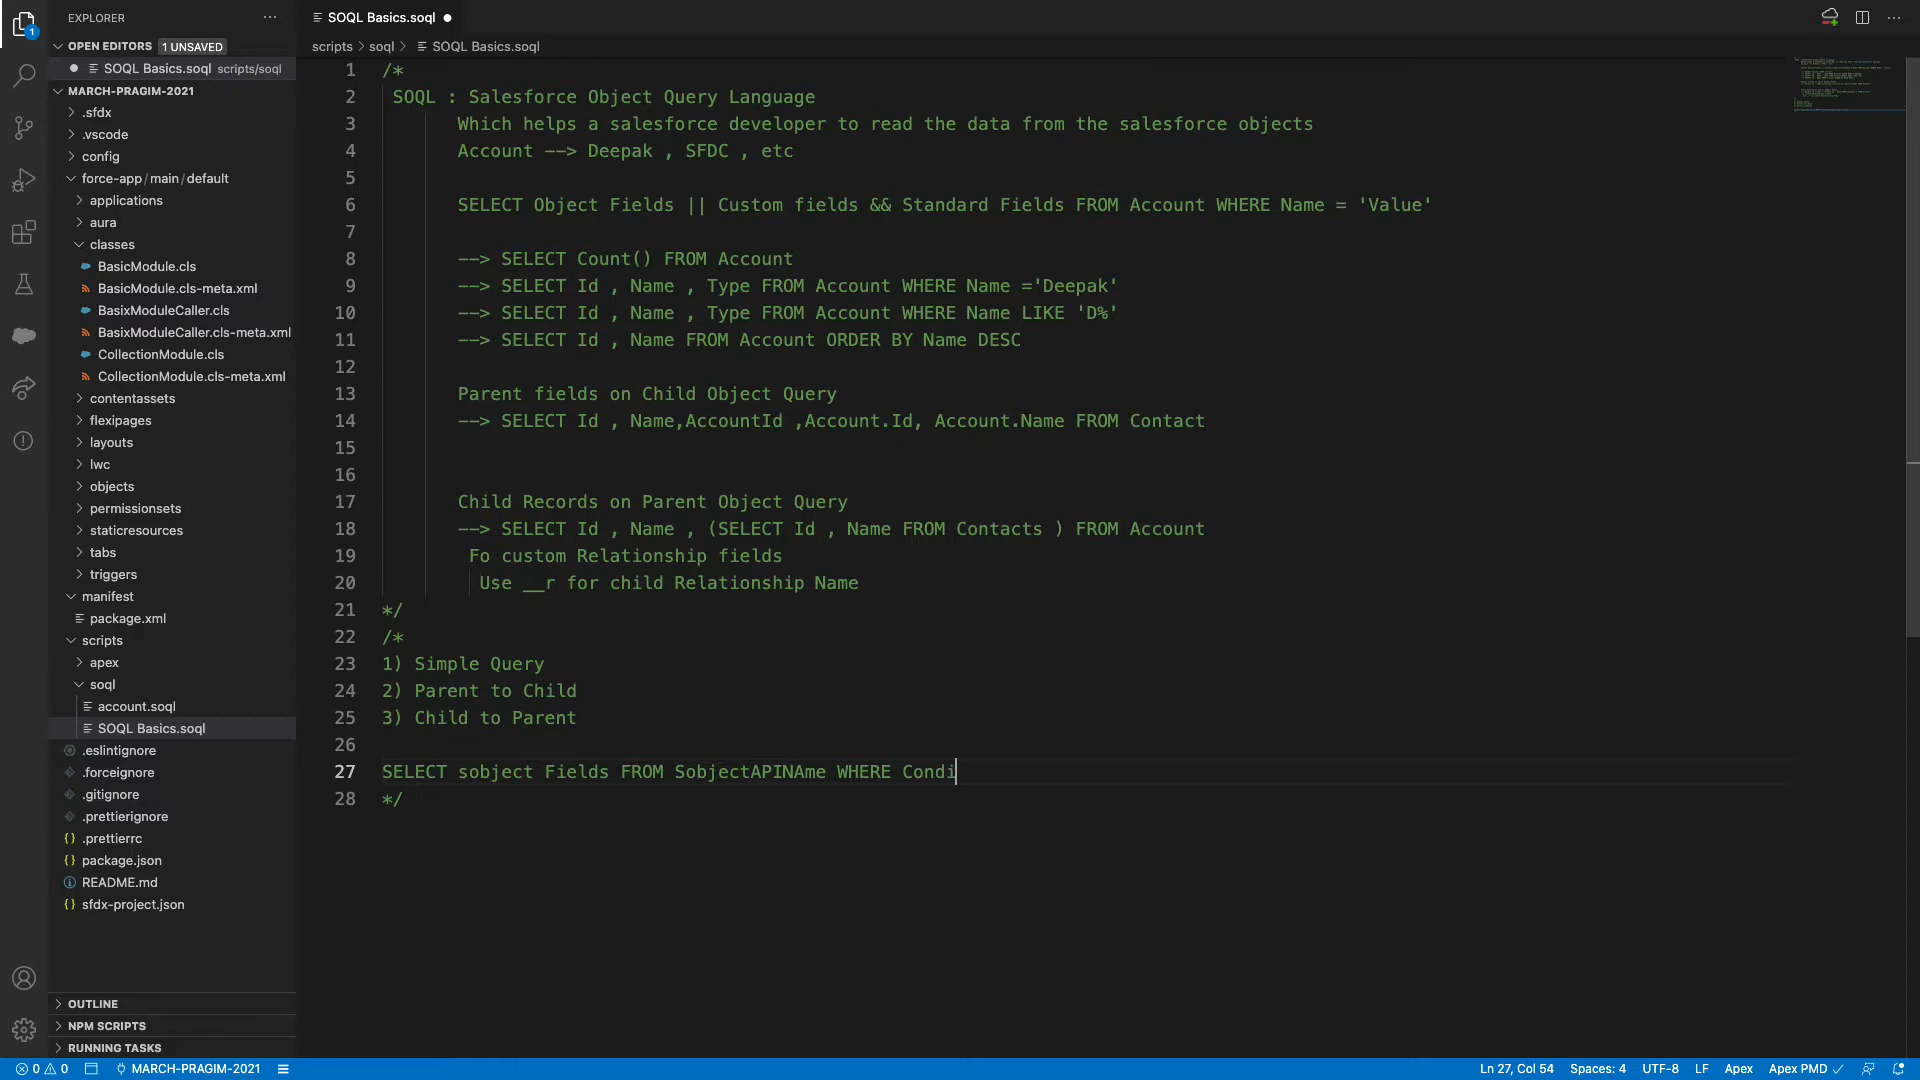 EXPLORER
SOQL Basics.soql
OPEN EDITORS 1 UNSAVED
SOQL Basics.soql scripts/soql
scripts > soql > SOQL Basics.soql
MARCH-PRAGIM-2021
.sfdx
.vscode
config
force-app/main/default
applications
aura
classes
BasicModule.cls
BasicModule.cls-meta.xml
BasixModuleCaller.cls
BasixModuleCaller.cls-meta.xml
CollectionModule.cls
CollectionModule.cls-meta.xml
contentassets
flexipages
layouts
lwc
objects
permissionsets
staticresources
tabs
triggers
manifest
package.xml
scripts
apex
soql
account.soql
SOQL Basics.soql
.eslintignore
.forceignore
.gitignore
.prettierignore
.prettierrc
package.json
README.md
sfdx-project.json
OUTLINE
NPM SCRIPTS
RUNNING TASKS
1 /*
2 SOQL : Salesforce Object Query Language
3 Which helps a salesforce developer to read the data from the salesforce objects
4 Account --> Deepak , SFDC , etc
5
6 SELECT Object Fields || Custom fields && Standard Fields FROM Account WHERE Name = 'Value'
7
8 --> SELECT Count() FROM Account
9 --> SELECT Id , Name , Type FROM Account WHERE Name ='Deepak'
10 --> SELECT Id , Name , Type FROM Account WHERE Name LIKE 'D%'
11 --> SELECT Id , Name FROM Account ORDER BY Name DESC
12
13 Parent fields on Child Object Query
14 --> SELECT Id , Name,AccountId ,Account.Id, Account.Name FROM Contact
15
16
17 Child Records on Parent Object Query
18 --> SELECT Id , Name , (SELECT Id , Name FROM Contacts ) FROM Account
19 Fo custom Relationship fields
20 Use __r for child Relationship Name
21 */
22 /*
23 1) Simple Query
24 2) Parent to Child
25 3) Child to Parent
26
27 SELECT sobject Fields FROM SobjectAPINAme WHERE Condi
28 */
1
0 0 MARCH-PRAGIM-2021
Ln 27, Col 54 Spaces: 4 UTF-8 LF Apex Apex PMD ✓